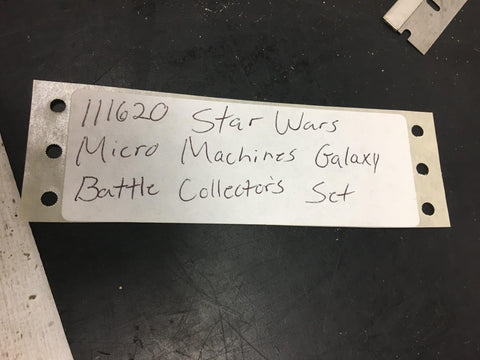 111620 Star Wars
Micro Machines Galaxy
Battle Collector's Set